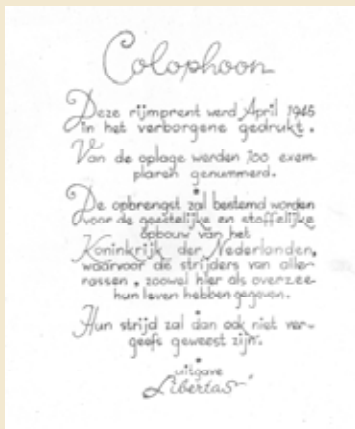 Colophoon
Deze rijmprent werd April 1945
in het verborgene gedrukt.
Van de oplage werden 100 exem-
plaren genummerd.
De opbrengst zal bestemd worden
voor de geestelijke en stoffelijke
opbouw van het
Koninkrijk der Nederlanden,
waarvoor de strijders van aller-
rassen, zoowel hier als overzee-
hun leven hebben gegeven.
Hun strijd zal dan ook niet ver-
geefs geweest zijn.
uitgave
Libertas